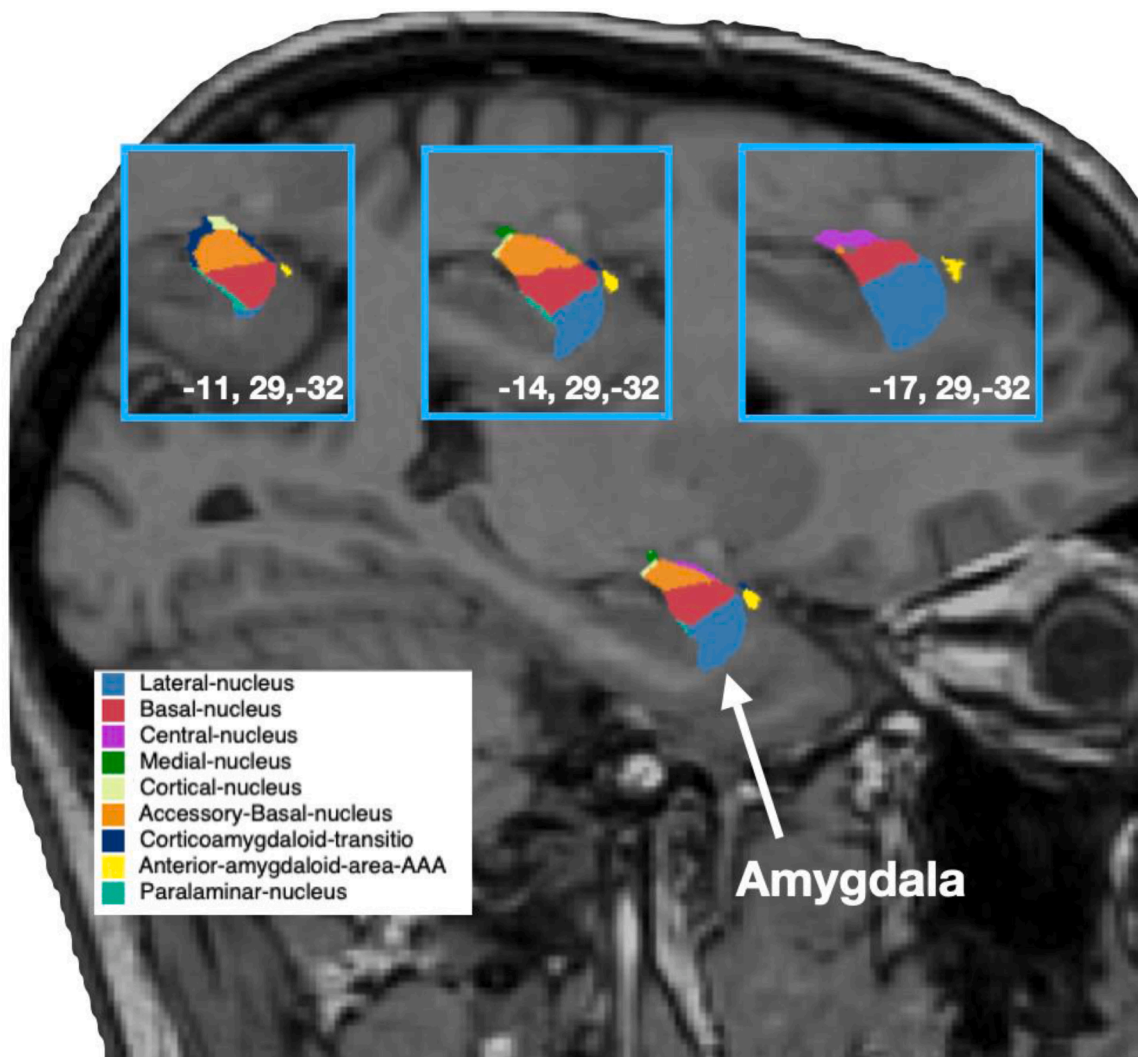 -11, 29,-32
-14, 29,-32
-17, 29,-32
Lateral-nucleus
Basal-nucleus
Central-nucleus
Medial-nucleus
Cortical-nucleus
Accessory-Basal-nucleus
Corticoamygdaloid-transitio
Anterior-amygdaloid-area-AAA
Paralaminar-nucleus
Amygdala